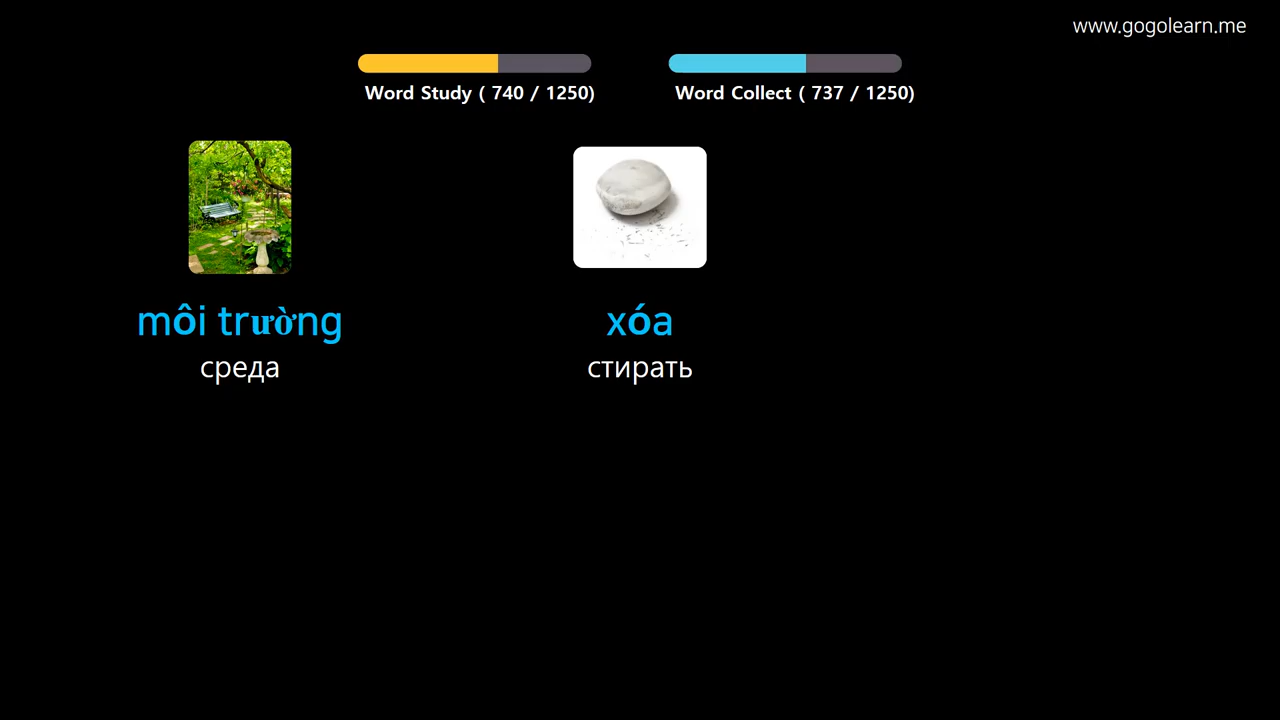 www.gogolearn.me
Word Study ( 740 / 1250)
Word Collect ( 737 / 1250)
môi trường
среда
xóa
стирать